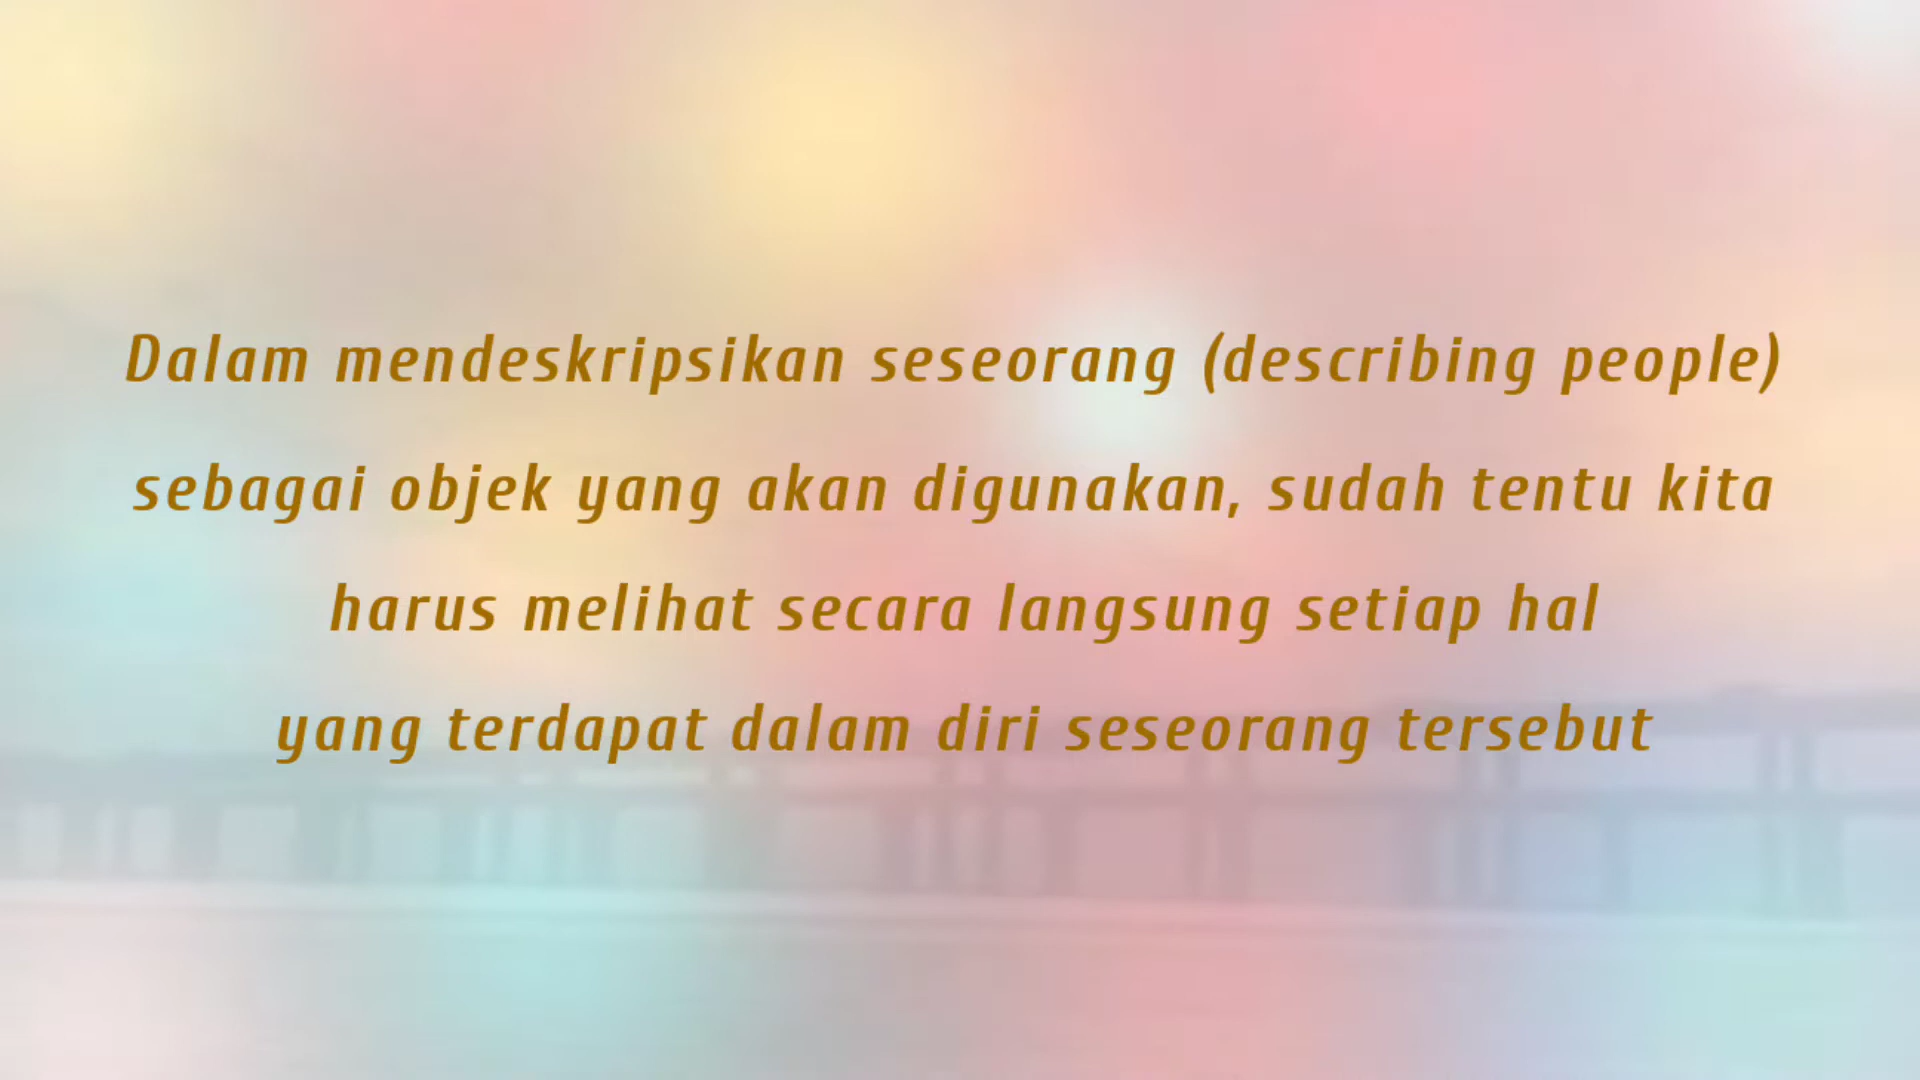 Dalam mendeskripsikan seseorang (describing people)
sebagai objek yang akan digunakan, sudah tentu kita
harus melihat secara langsung setiap hal
yang terdapat dalam diri seseorang tersebut